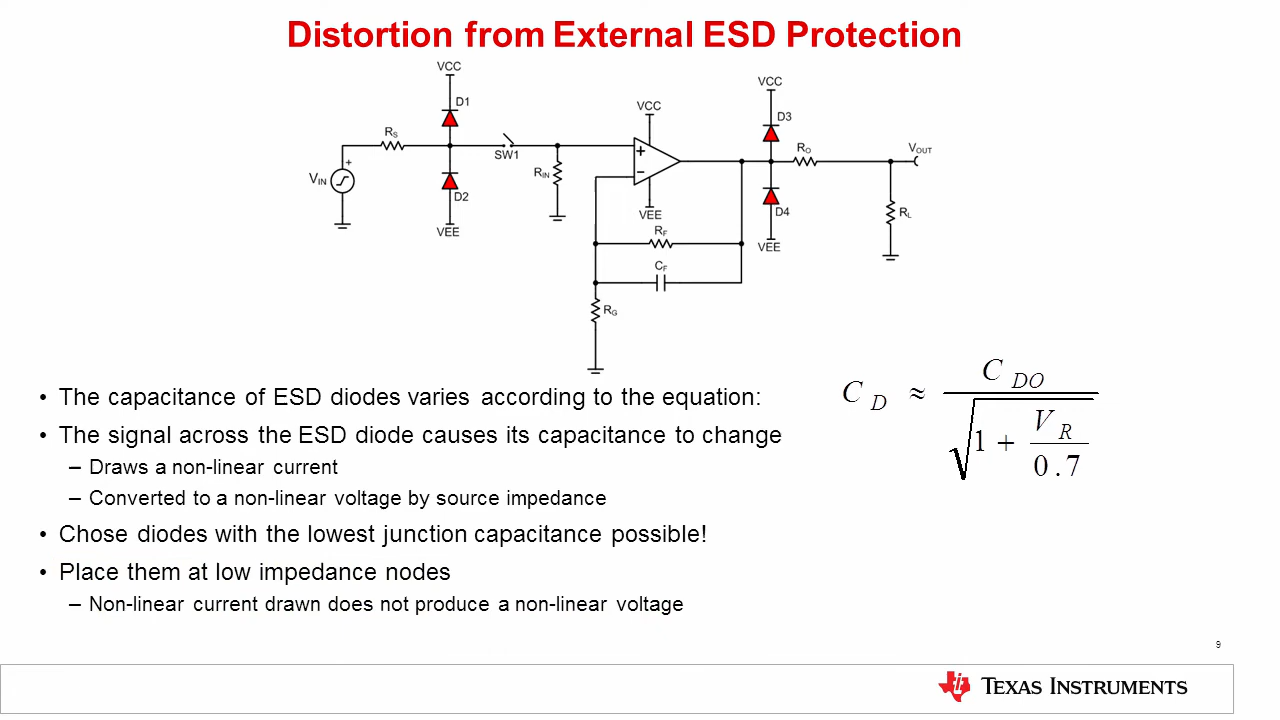 Distortion from External ESD Protection
VCC
D1
RS
SW1
VIN
+
D2
VEE
RIN
VCC
+
−
VEE
RF
CF
RG
VCC
D3
RO
VOUT
D4
VEE
RL
• The capacitance of ESD diodes varies according to the equation:
• The signal across the ESD diode causes its capacitance to change
– Draws a non-linear current
– Converted to a non-linear voltage by source impedance
• Chose diodes with the lowest junction capacitance possible!
• Place them at low impedance nodes
– Non-linear current drawn does not produce a non-linear voltage
C D ≈ C DO / √(1 + V R / 0.7)
9
TEXAS INSTRUMENTS